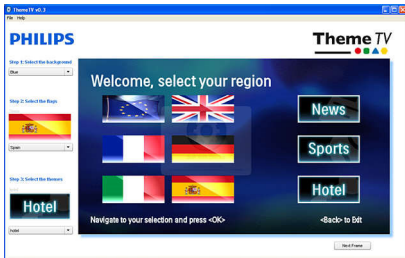 ThemeTV v0.2
File Help
PHILIPS
Theme TV
Step 1: Select the background
Blue
Step 2: Select the flags
Spain
Step 3: Select the themes
Hotel
hotel
Welcome, select your region
News
Sports
Hotel
Navigate to your selection and press <OK>
<Back> to Exit
Next Frame